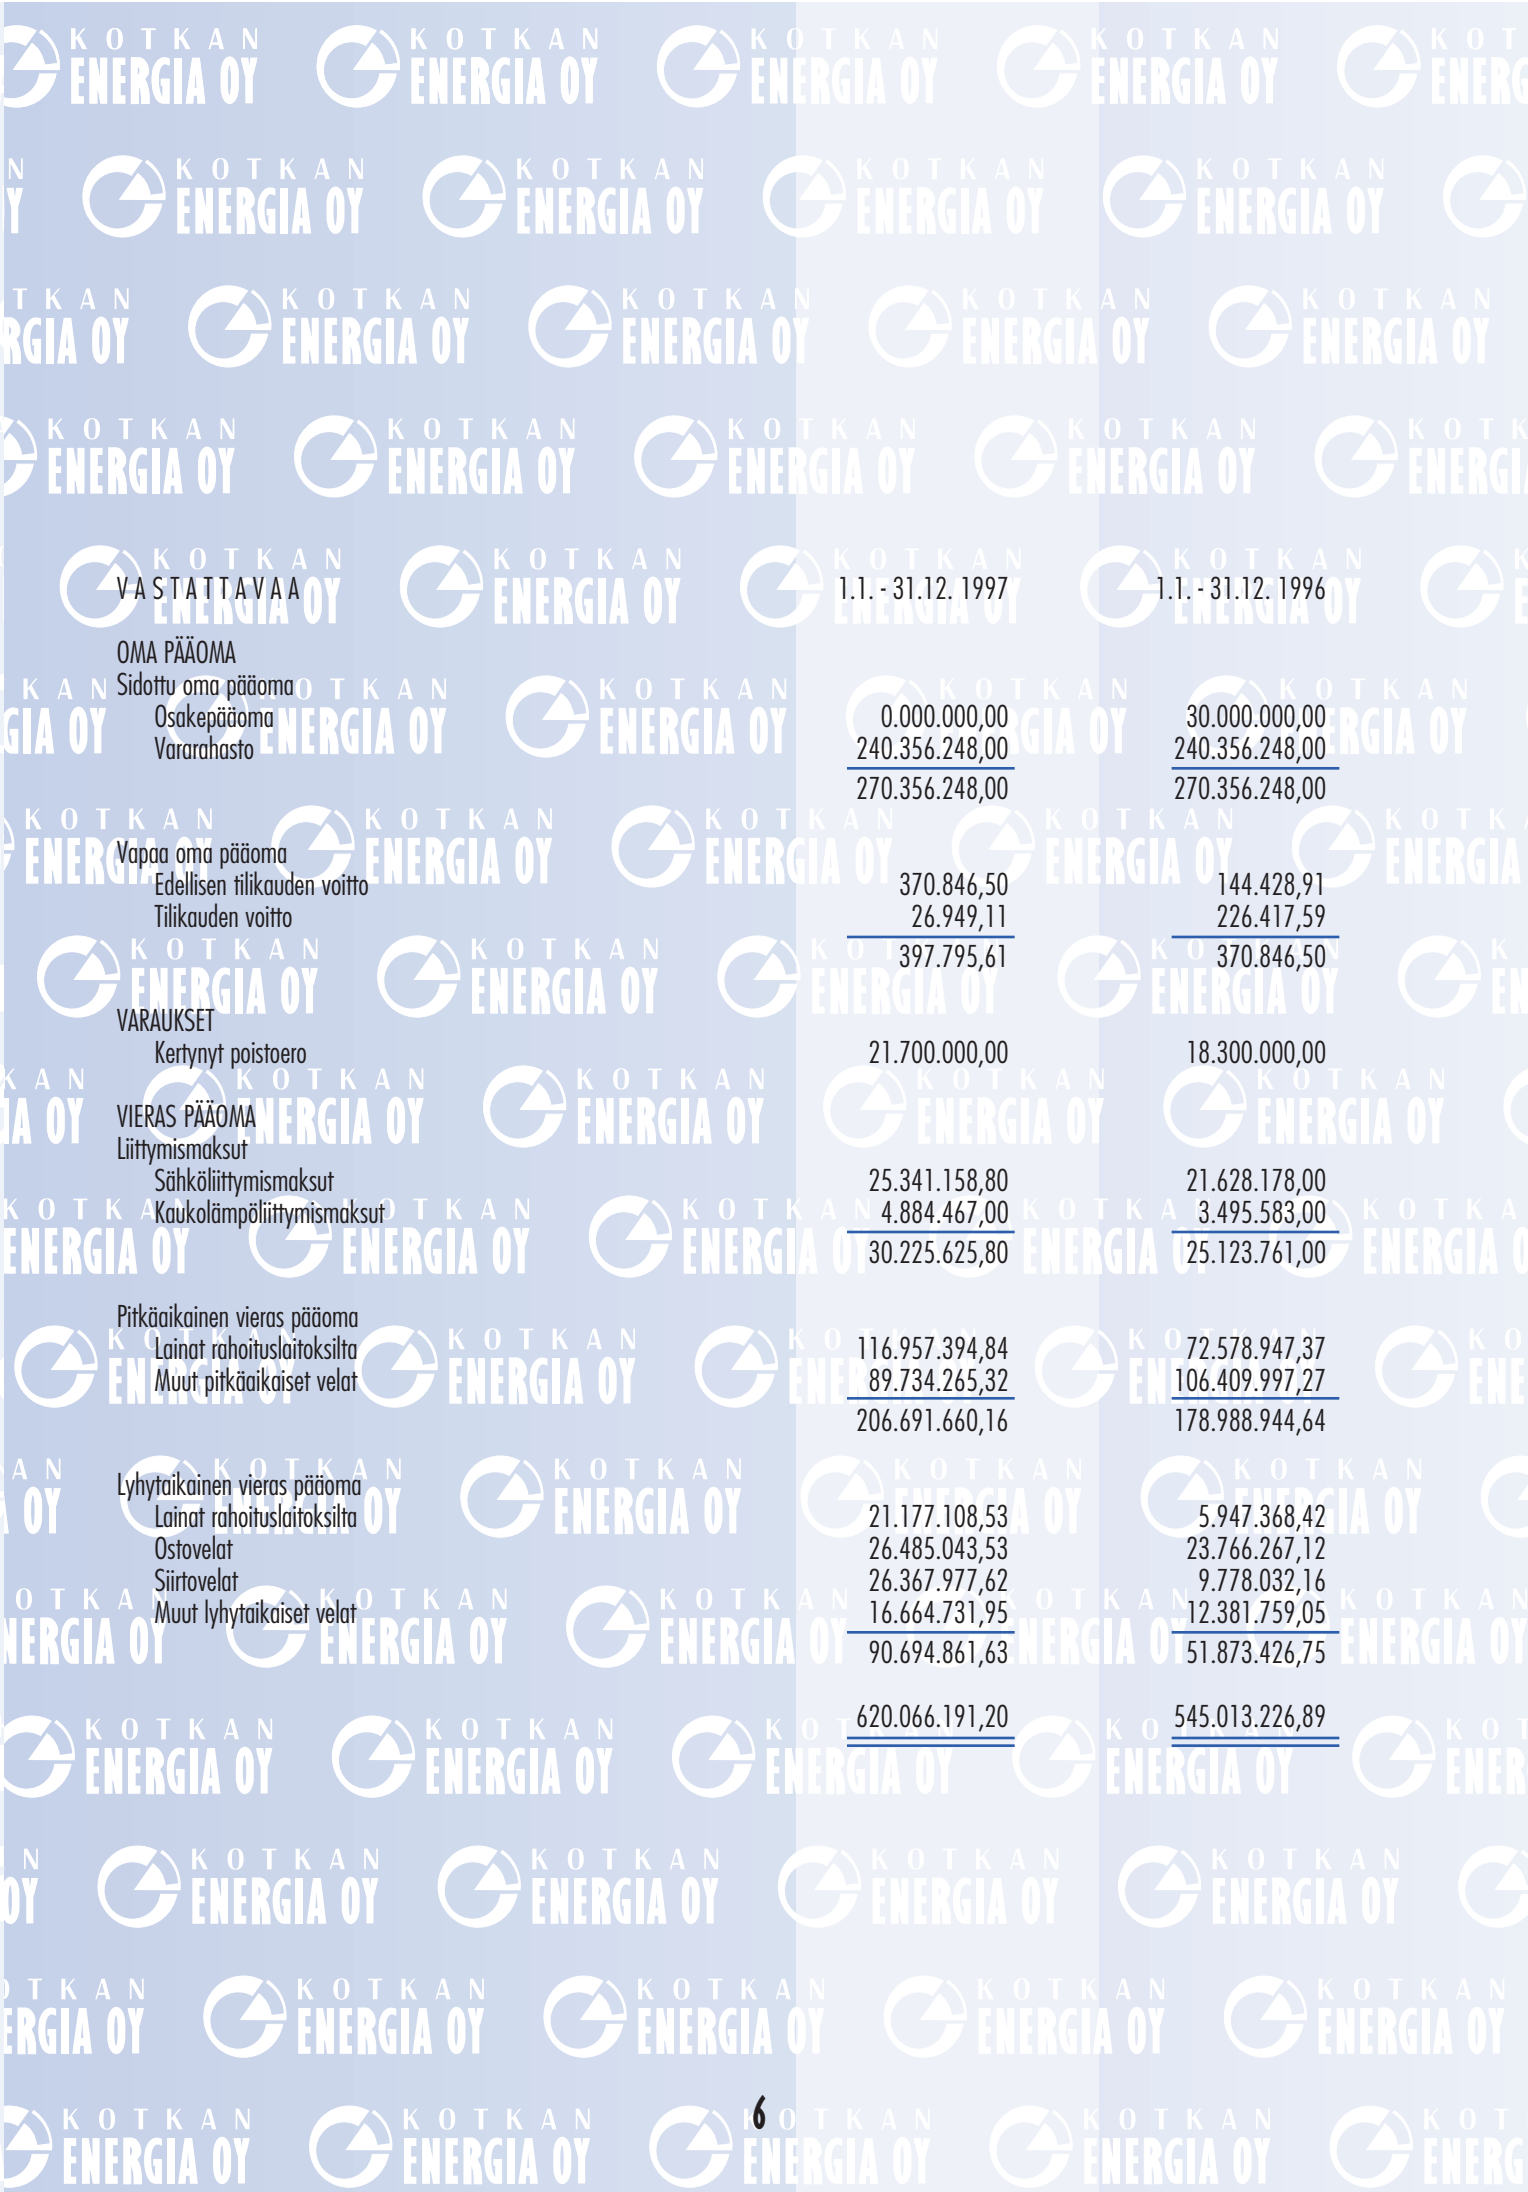 VASTATTAVAA 1.1. - 31.12. 1997 1.1. - 31.12. 1996
OMA PÄÄOMA
Sidottu oma pääoma
Osakepääoma 0.000.000,00 30.000.000,00
Vararahasto 240.356.248,00 240.356.248,00
270.356.248,00 270.356.248,00
Vapaa oma pääoma
Edellisen tilikauden voitto 370.846,50 144.428,91
Tilikauden voitto 26.949,11 226.417,59
397.795,61 370.846,50
VARAUKSET
Kertynyt poistoero 21.700.000,00 18.300.000,00
VIERAS PÄÄOMA
Liittymismaksut
Sähköliittymismaksut 25.341.158,80 21.628.178,00
Kaukolämpöliittymismaksut 4.884.467,00 3.495.583,00
30.225.625,80 25.123.761,00
Pitkäaikainen vieras pääoma
Lainat rahoituslaitoksilta 116.957.394,84 72.578.947,37
Muut pitkäaikaiset velat 89.734.265,32 106.409.997,27
206.691.660,16 178.988.944,64
Lyhytaikainen vieras pääoma
Lainat rahoituslaitoksilta 21.177.108,53 5.947.368,42
Ostovelat 26.485.043,53 23.766.267,12
Siirtovelat 26.367.977,62 9.778.032,16
Muut lyhytaikaiset velat 16.664.731,95 12.381.759,05
90.694.861,63 51.873.426,75
620.066.191,20 545.013.226,89
6
KOTKAN
ENERGIA OY